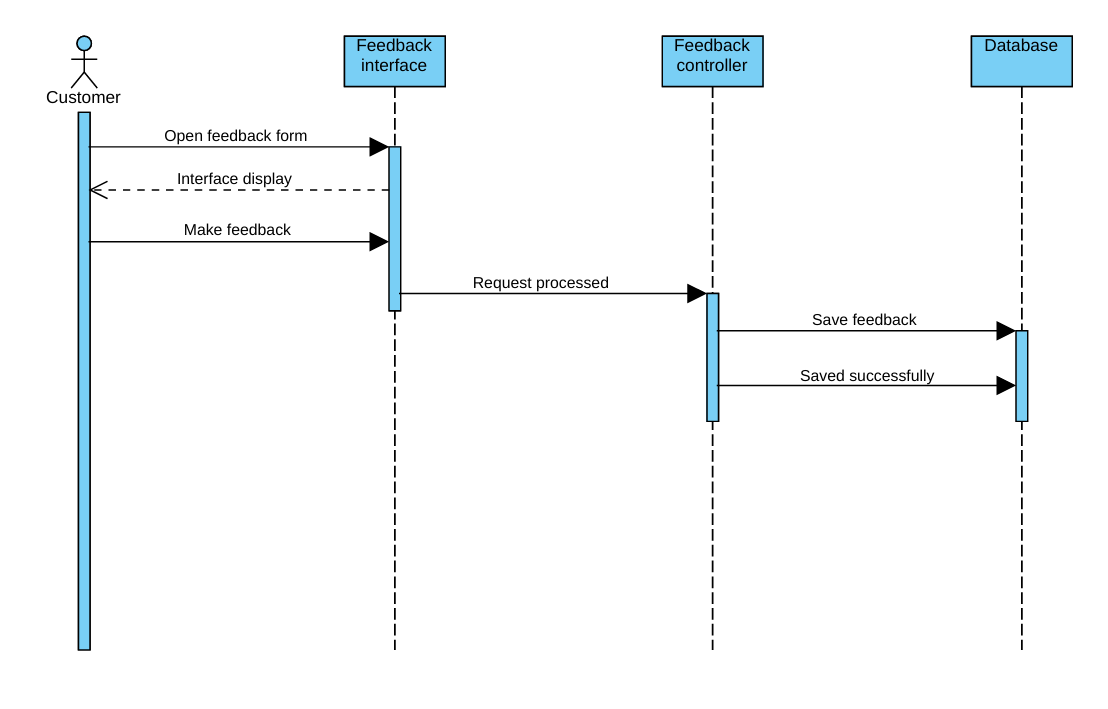 Feedback
interface
Feedback
controller
Database
Customer
Open feedback form
Interface display
Make feedback
Request processed
Save feedback
Saved successfully